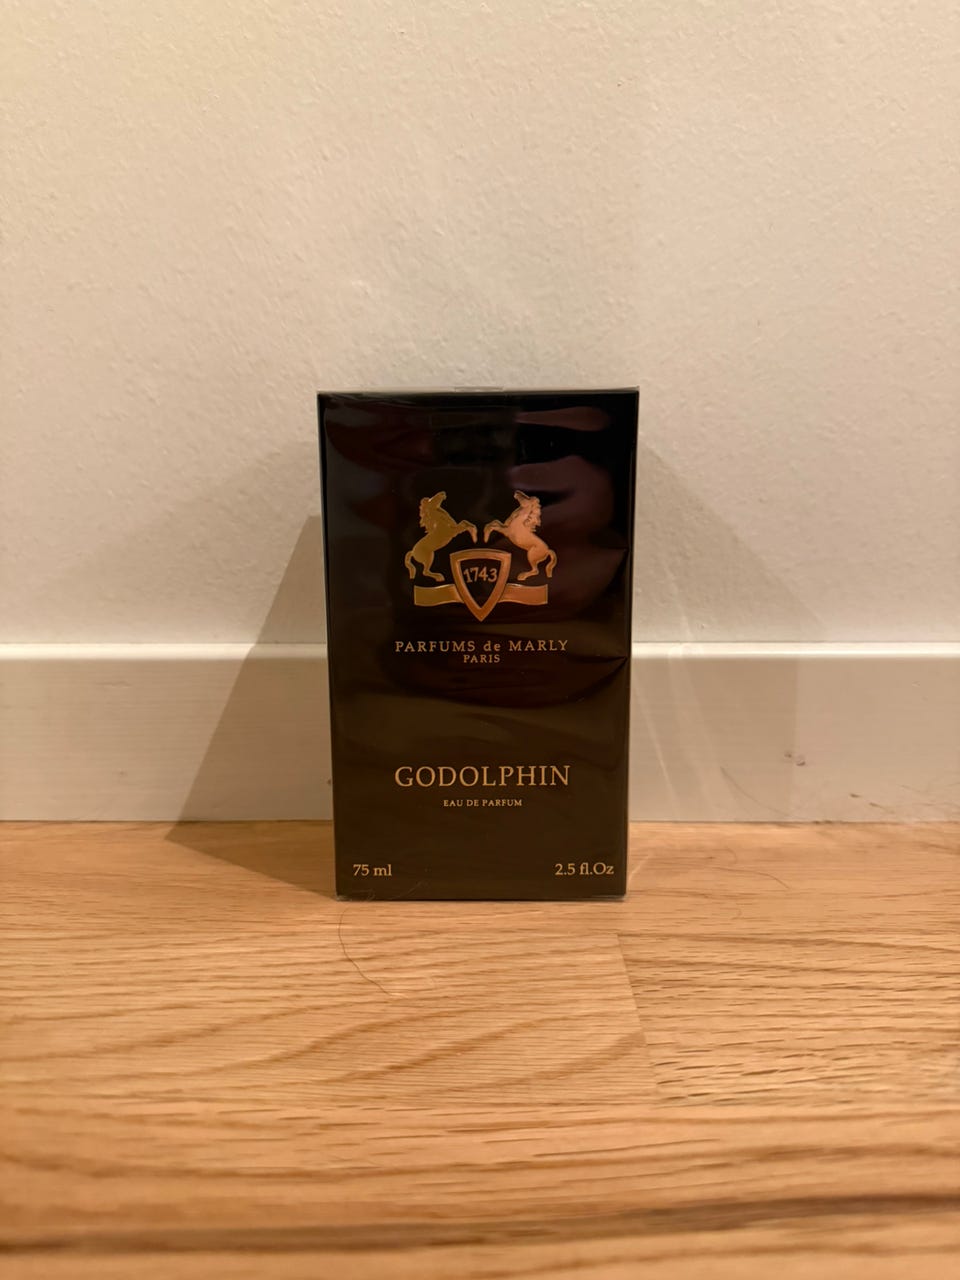 1743
PARFUMS de MARLY
PARIS
GODOLPHIN
EAU DE PARFUM
75 ml 2.5 fl.Oz